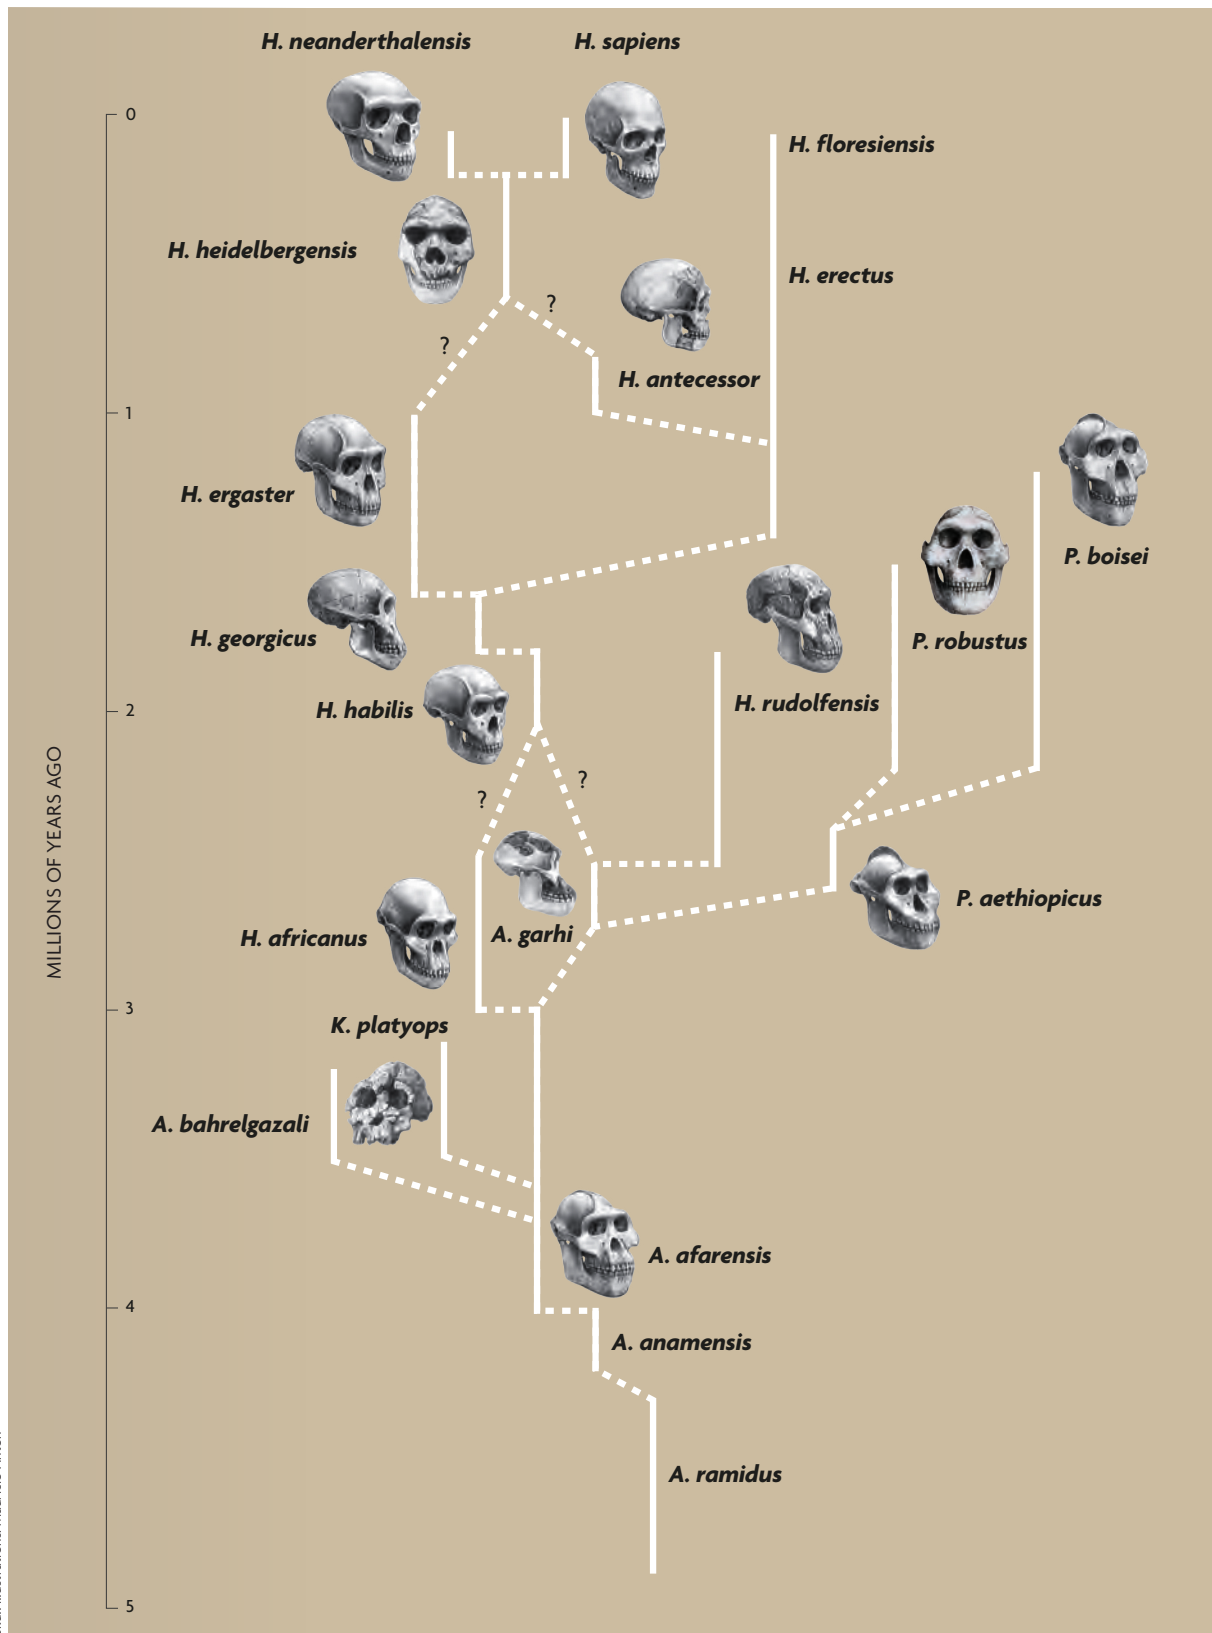 H. neanderthalensis
H. sapiens
0
H. floresiensis
H. heidelbergensis
H. erectus
?
?
H. antecessor
1
H. ergaster
P. boisei
H. georgicus
P. robustus
H. habilis
H. rudolfensis
2
?
?
MILLIONS OF YEARS AGO
P. aethiopicus
H. africanus
A. garhi
3
K. platyops
A. bahrelgazali
A. afarensis
4
A. anamensis
A. ramidus
5